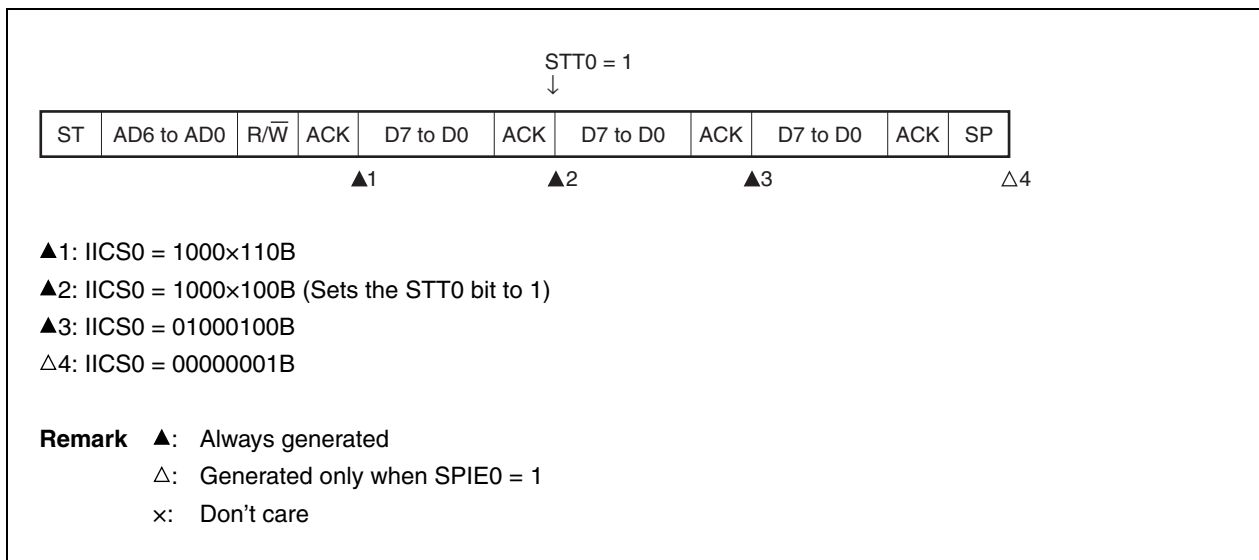 STT0 = 1
↓
ST AD6 to AD0 R/W̅ ACK D7 to D0 ACK D7 to D0 ACK D7 to D0 ACK SP
▲1 ▲2 ▲3 △4
▲1: IICS0 = 1000×110B
▲2: IICS0 = 1000×100B (Sets the STT0 bit to 1)
▲3: IICS0 = 01000100B
△4: IICS0 = 00000001B
Remark ▲: Always generated
△: Generated only when SPIE0 = 1
×: Don't care